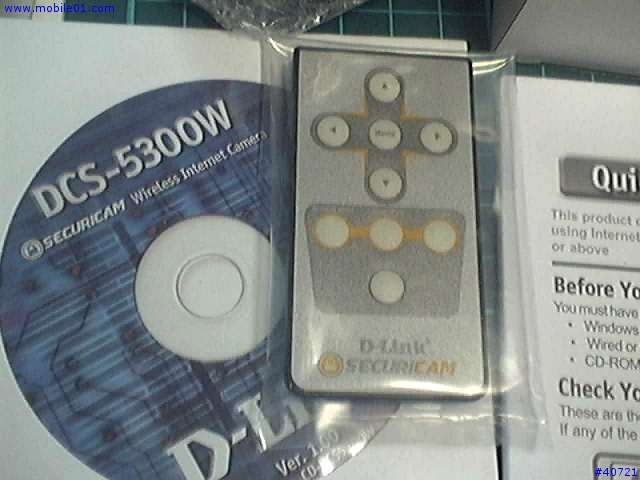 www.mobile01.com
DCS-5300W
SECURICAM Wireless Internet Camera
D-Li
Ver. 1.00
Home
D-Link
SECURICAM
Qui
This product c
using Internet
or above
Before Yo
You must have
• Windows
• Wired or
• CD-ROM
Check Yo
These are th
If any of the
#40721